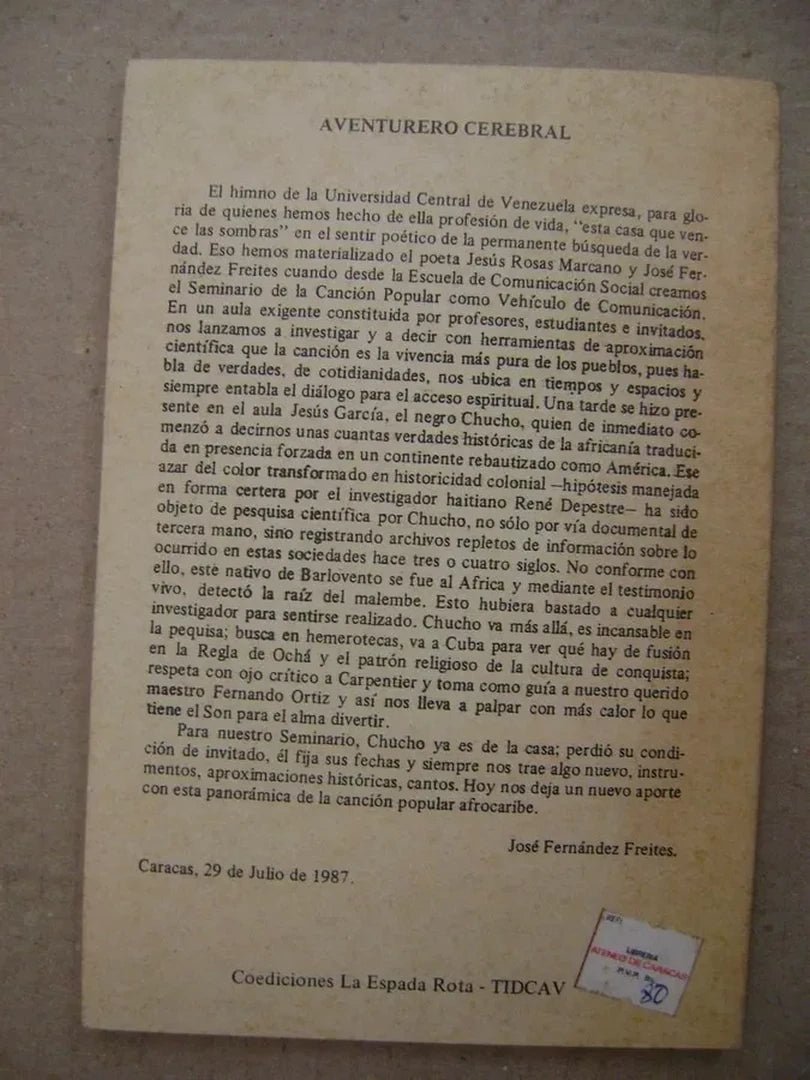 AVENTURERO CEREBRAL
El himno de la Universidad Central de Venezuela expresa, para glo-
ria de quienes hemos hecho de ella profesión de vida, "esta casa que ven-
ce las sombras" en el sentir poético de la permanente búsqueda de la ver-
dad. Eso hemos materializado el poeta Jesús Rosas Marcano y José Fer-
nández Freites cuando desde la Escuela de Comunicación Social creamos
el Seminario de la Canción Popular como Vehículo de Comunicación.
En un aula exigente constituida por profesores, estudiantes e invitados,
nos lanzamos a investigar y a decir con herramientas de aproximación
científica que la canción es la vivencia más pura de los pueblos, pues ha-
bla de verdades, de cotidianidades, nos ubica en tiempos y espacios y
siempre entabla el diálogo para el acceso espiritual. Una tarde se hizo pre-
sente en el aula Jesús García, el negro Chucho, quien de inmediato co-
menzó a decirnos unas cuantas verdades históricas de la africanía traduci-
da en presencia forzada en un continente rebautizado como América. Ese
azar del color transformado en historicidad colonial —hipótesis manejada
en forma certera por el investigador haitiano René Depestre— ha sido
objeto de pesquisa científica por Chucho, no sólo por vía documental de
tercera mano, sino registrando archivos repletos de información sobre lo
ocurrido en estas sociedades hace tres o cuatro siglos. No conforme con
ello, este nativo de Barlovento se fue al Africa y mediante el testimonio
vivo, detectó la raíz del malembe. Esto hubiera bastado a cualquier
investigador para sentirse realizado. Chucho va más allá, es incansable en
la pequisa; busca en hemerotecas, va a Cuba para ver qué hay de fusión
en la Regla de Ochá y el patrón religioso de la cultura de conquista;
respeta con ojo crítico a Carpentier y toma como guía a nuestro querido
maestro Fernando Ortiz y así nos lleva a palpar con más calor lo que
tiene el Son para el alma divertir.
Para nuestro Seminario, Chucho ya es de la casa; perdió su condi-
ción de invitado, él fija sus fechas y siempre nos trae algo nuevo, instru-
mentos, aproximaciones históricas, cantos. Hoy nos deja un nuevo aporte
con esta panorámica de la canción popular afrocaribe.
José Fernández Freites.
Caracas, 29 de Julio de 1987.
REF:
LIBRERIA
ATENEO DE CARACAS
P.V.P. Bs.
80
Coediciones La Espada Rota - TIDCAV